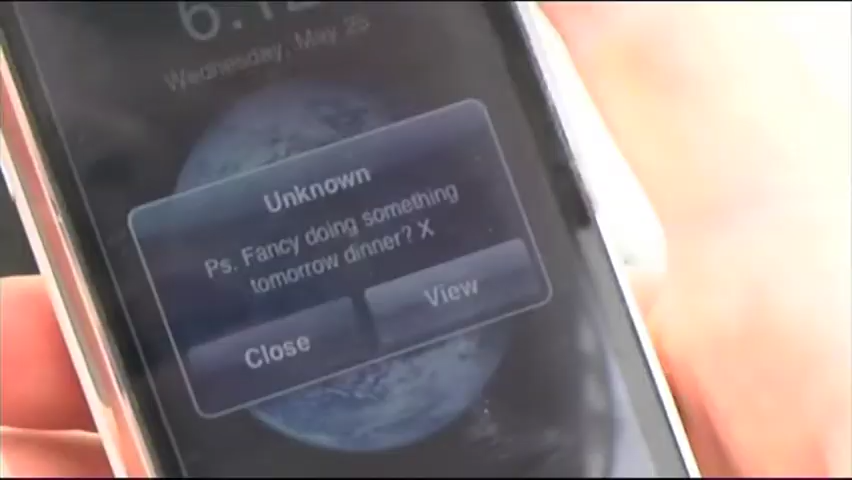 Wednesday, May 25
Unknown
Ps. Fancy doing something
tomorrow dinner? X
Close
View